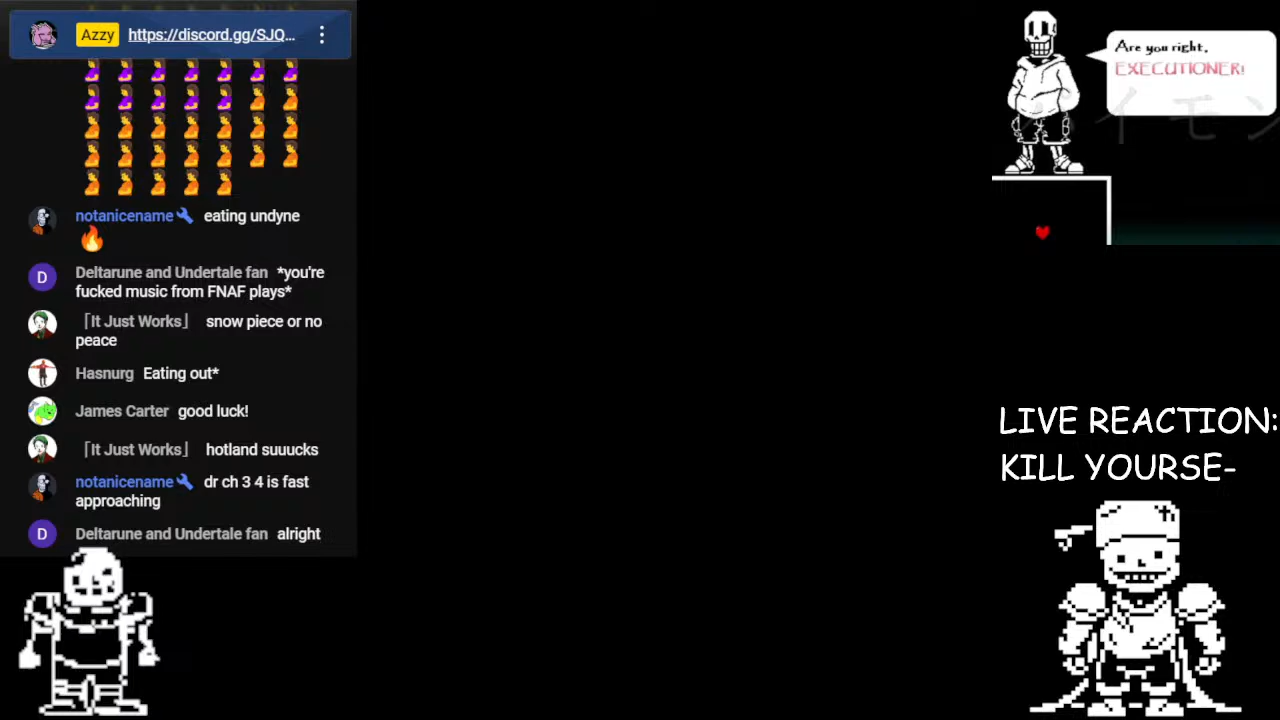 Azzy https://discord.gg/SJQ...
notanicename eating undyne
Deltarune and Undertale fan *you're
fucked music from FNAF plays*
「It Just Works」 snow piece or no
peace
Hasnurg Eating out*
James Carter good luck!
「It Just Works」 hotland suuucks
notanicename dr ch 3 4 is fast
approaching
D
Deltarune and Undertale fan alright
D
Are you right,
EXECUTIONER!
イモン
LIVE REACTION:
KILL YOURSE-